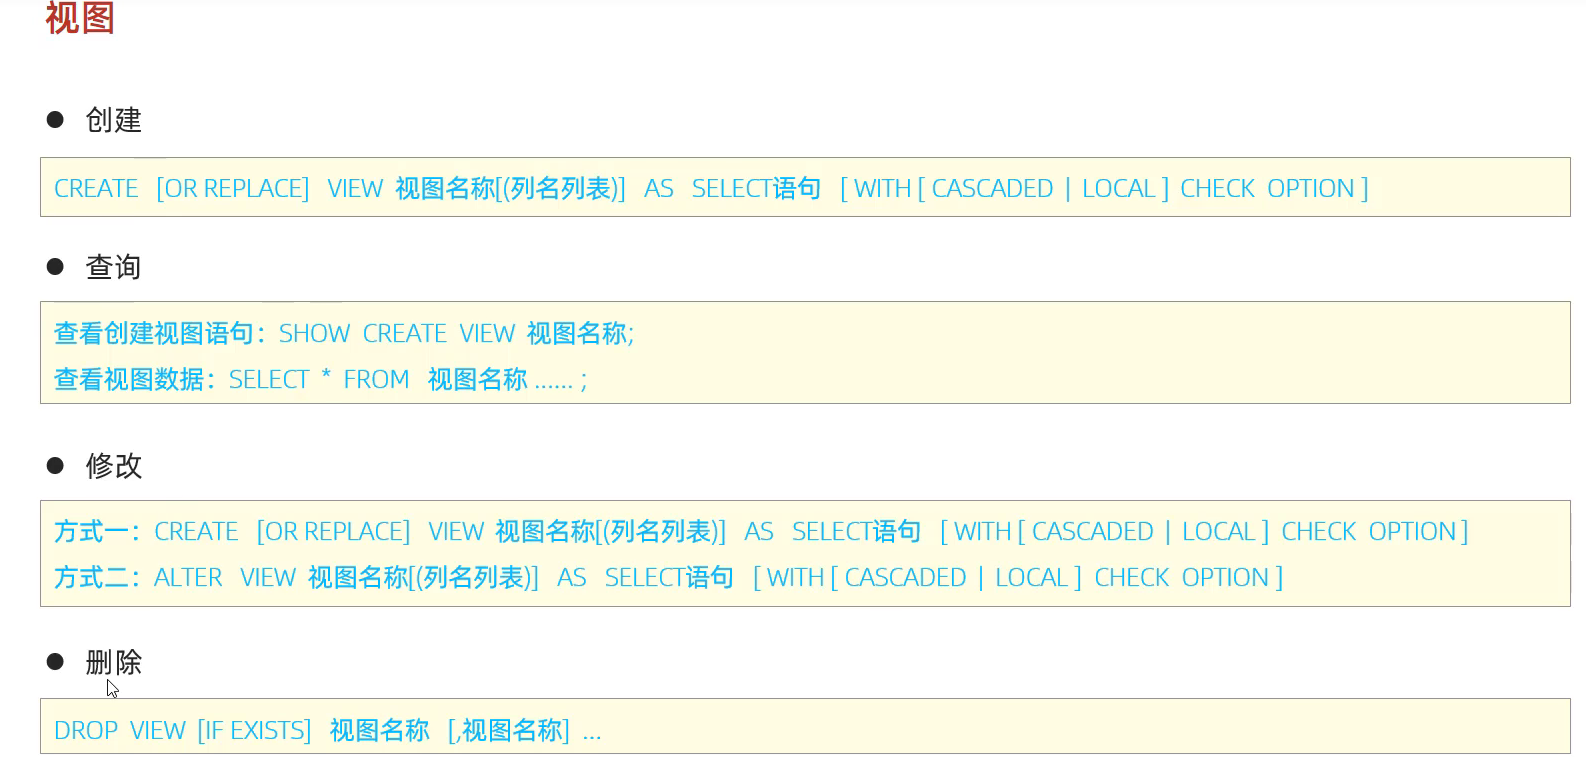 视图
● 创建
CREATE [OR REPLACE] VIEW 视图名称[(列名列表)] AS SELECT语句 [ WITH [ CASCADED | LOCAL ] CHECK OPTION ]
● 查询
查看创建视图语句：SHOW CREATE VIEW 视图名称;
查看视图数据：SELECT * FROM 视图名称 ...... ;
● 修改
方式一：CREATE [OR REPLACE] VIEW 视图名称[(列名列表)] AS SELECT语句 [ WITH [ CASCADED | LOCAL ] CHECK OPTION ]
方式二：ALTER VIEW 视图名称[(列名列表)] AS SELECT语句 [ WITH [ CASCADED | LOCAL ] CHECK OPTION ]
● 删除
DROP VIEW [IF EXISTS] 视图名称 [,视图名称] ...